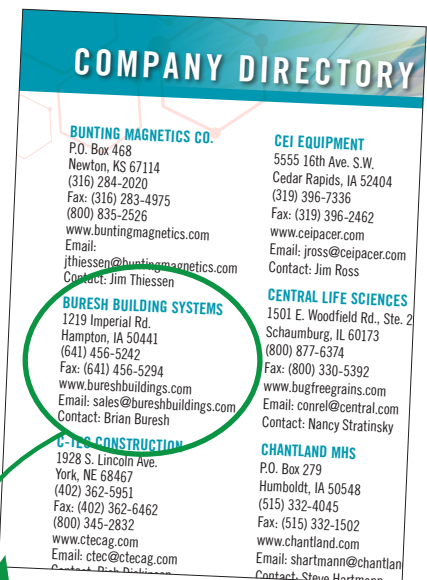 COMPANY DIRECTORY
BUNTING MAGNETICS CO.
P.O. Box 468
Newton, KS 67114
(316) 284-2020
Fax: (316) 283-4975
(800) 835-2526
www.buntingmagnetics.com
Email:
jthiessen@buntingmagnetics.com
Contact: Jim Thiessen
BURESH BUILDING SYSTEMS
1219 Imperial Rd.
Hampton, IA 50441
(641) 456-5242
Fax: (641) 456-5294
www.bureshbuildings.com
Email: sales@bureshbuildings.com
Contact: Brian Buresh
C-TEC CONSTRUCTION
1928 S. Lincoln Ave.
York, NE 68467
(402) 362-5951
Fax: (402) 362-6462
(800) 345-2832
www.ctecag.com
Email: ctec@ctecag.com
Contact: Rich
CEI EQUIPMENT
5555 16th Ave. S.W.
Cedar Rapids, IA 52404
(319) 396-7336
Fax: (319) 396-2462
www.ceipacer.com
Email: jross@ceipacer.com
Contact: Jim Ross
CENTRAL LIFE SCIENCES
1501 E. Woodfield Rd., Ste. 2
Schaumburg, IL 60173
(800) 877-6374
Fax: (800) 330-5392
www.bugfreegrains.com
Email: conrel@central.com
Contact: Nancy Stratinsky
CHANTLAND MHS
P.O. Box 279
Humboldt, IA 50548
(515) 332-4045
Fax: (515) 332-1502
www.chantland.com
Email: shartmann@chantlan
Contact: Steve Hartmann